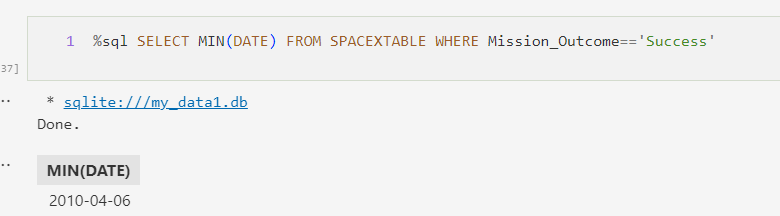 1 %sql SELECT MIN(DATE) FROM SPACEXTABLE WHERE Mission_Outcome=='Success'
37]
* sqlite:///my_data1.db
Done.
MIN(DATE)
2010-04-06